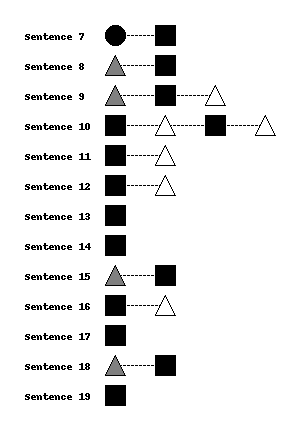 Sentence 7
Sentence 8
Sentence 9
Sentence 10
Sentence 11
Sentence 12
Sentence 13
Sentence 14
Sentence 15
Sentence 16
Sentence 17
Sentence 18
Sentence 19